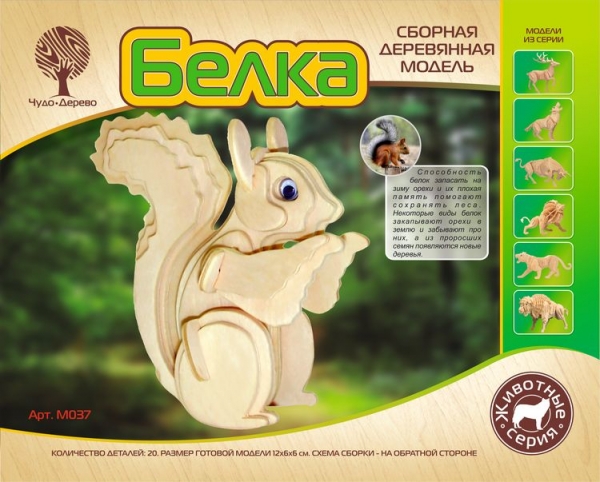 Чудо•Дерево
Белка
СБОРНАЯ
ДЕРЕВЯННАЯ
МОДЕЛЬ
МОДЕЛИ
ИЗ СЕРИИ
Способность
белок запасать на
зиму орехи и их плохая
память помогают
сохранять леса.
Некоторые виды белок
закапывают орехи в
землю и забывают про
них, а из проросших
семян появляются новые
деревья.
Арт. М037
Животные
серия
КОЛИЧЕСТВО ДЕТАЛЕЙ: 20. РАЗМЕР ГОТОВОЙ МОДЕЛИ 12х6х6 см. СХЕМА СБОРКИ - НА ОБРАТНОЙ СТОРОНЕ